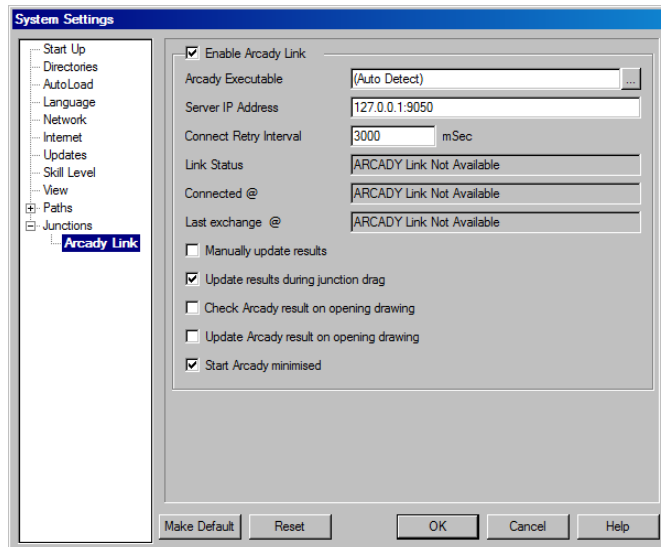 System Settings
Start Up
Directories
AutoLoad
Language
Network
Internet
Updates
Skill Level
View
Paths
Junctions
Arcady Link
Enable Arcady Link
Arcady Executable (Auto Detect) ...
Server IP Address 127.0.0.1:9050
Connect Retry Interval 3000 mSec
Link Status ARCADY Link Not Available
Connected @ ARCADY Link Not Available
Last exchange @ ARCADY Link Not Available
Manually update results
Update results during junction drag
Check Arcady result on opening drawing
Update Arcady result on opening drawing
Start Arcady minimised
Make Default Reset OK Cancel Help